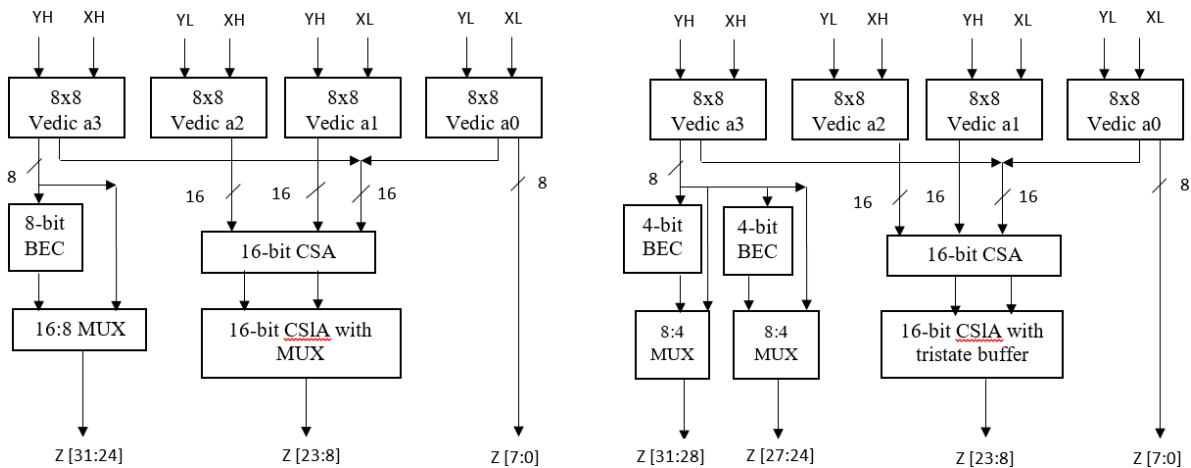 YH XH YL XH YH XL YL XL
8x8 Vedic a3
8x8 Vedic a2
8x8 Vedic a1
8x8 Vedic a0
8
16
16
16
8
8-bit BEC
16-bit CSA
16:8 MUX
16-bit CSlA with MUX
Z [31:24]
Z [23:8]
Z [7:0]
YH XH YL XH YH XL YL XL
8x8 Vedic a3
8x8 Vedic a2
8x8 Vedic a1
8x8 Vedic a0
8
16
16
16
8
4-bit BEC
4-bit BEC
16-bit CSA
8:4 MUX
8:4 MUX
16-bit CSlA with tristate buffer
Z [31:28]
Z [27:24]
Z [23:8]
Z [7:0]